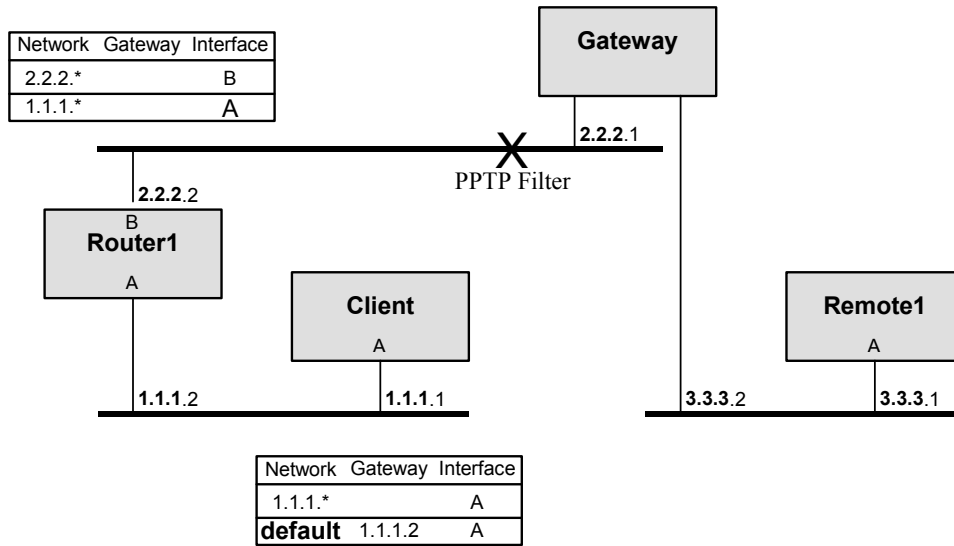 Network Gateway Interface
2.2.2.* B
1.1.1.* A
Gateway
2.2.2.1
X
PPTP Filter
2.2.2.2
B
Router1
A
Client
A
Remote1
A
1.1.1.2
1.1.1.1
3.3.3.2
3.3.3.1
Network Gateway Interface
1.1.1.* A
default 1.1.1.2 A